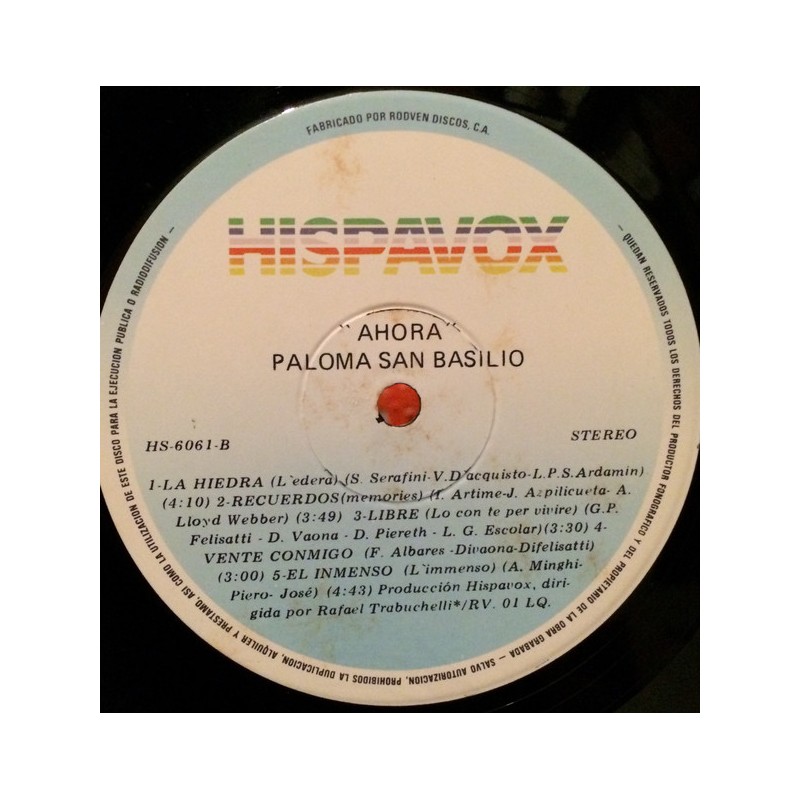 FABRICADO POR RODVEN DISCOS, C.A.
HISPAVOX
"AHORA"
PALOMA SAN BASILIO
HS-6061-B
STEREO
1-LA HIEDRA (L`edera) (S. Serafini-V.D`acquisto-L.P.S.Ardamin)
(4:10) 2-RECUERDOS(memories) (I. Artime-J. Azpilicueta- A.
Lloyd Webber) (3:49) 3-LIBRE (Lo con te per vivire) (G.P.
Felisatti - D. Vaona - D. Piereth - L. G. Escolar)(3:30) 4-
VENTE CONMIGO (F. Albares -Divaona-Difelisatti)
(3:00) 5-EL INMENSO (L`immenso) (A. Minghi-
Piero- José) (4:43) Producción Hispavox, diri-
gida por Rafael Trabuchelli*/RV. 01 LQ.
- QUEDAN RESERVADOS TODOS LOS DERECHOS DEL PRODUCTOR FONOGRAFICO Y DEL PROPIETARIO DE LA OBRA GRABADA - SALVO AUTORIZACION, PROHIBIDOS LA DUPLICACION, ALQUILER Y PRESTAMO, ASI COMO LA UTILIZACION DE ESTE DISCO PARA LA EJECUCION PUBLICA O RADIODIFUSION -